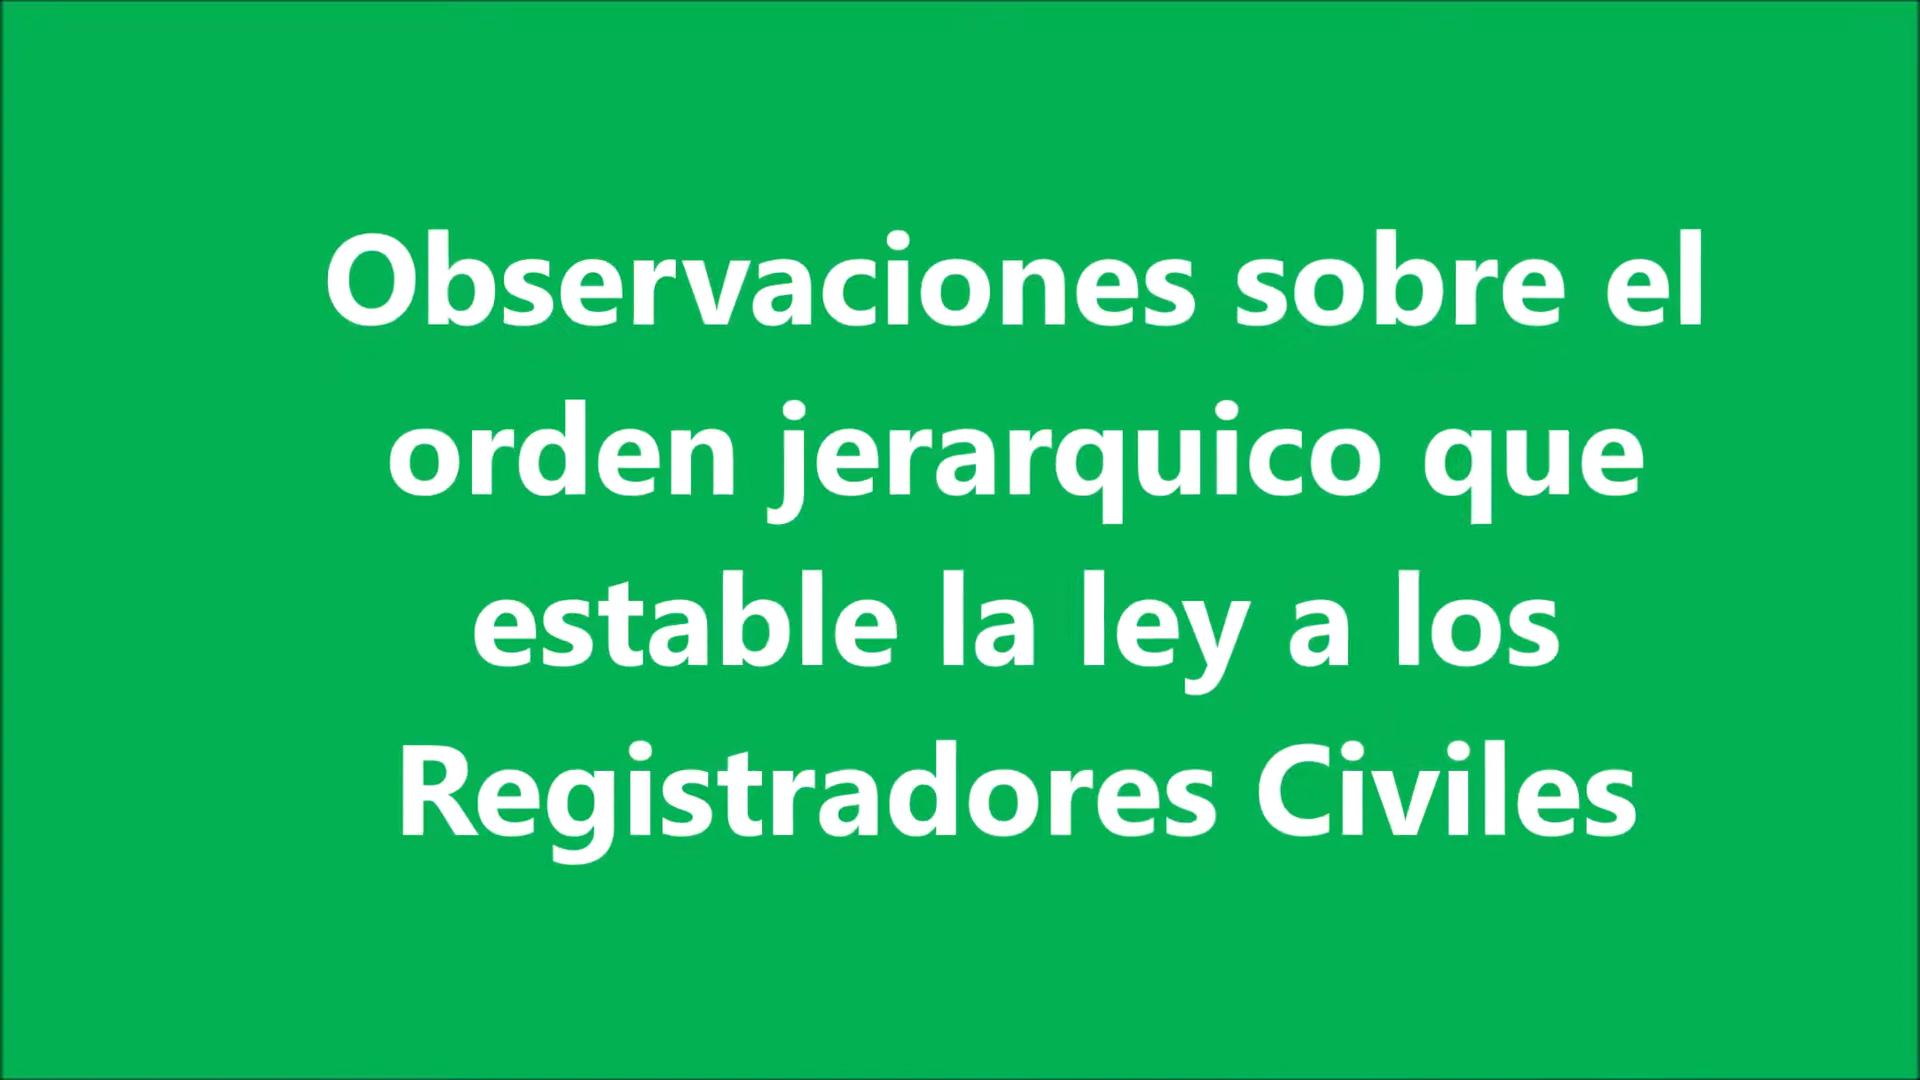 Observaciones sobre el
orden jerarquico que
estable la ley a los
Registradores Civiles